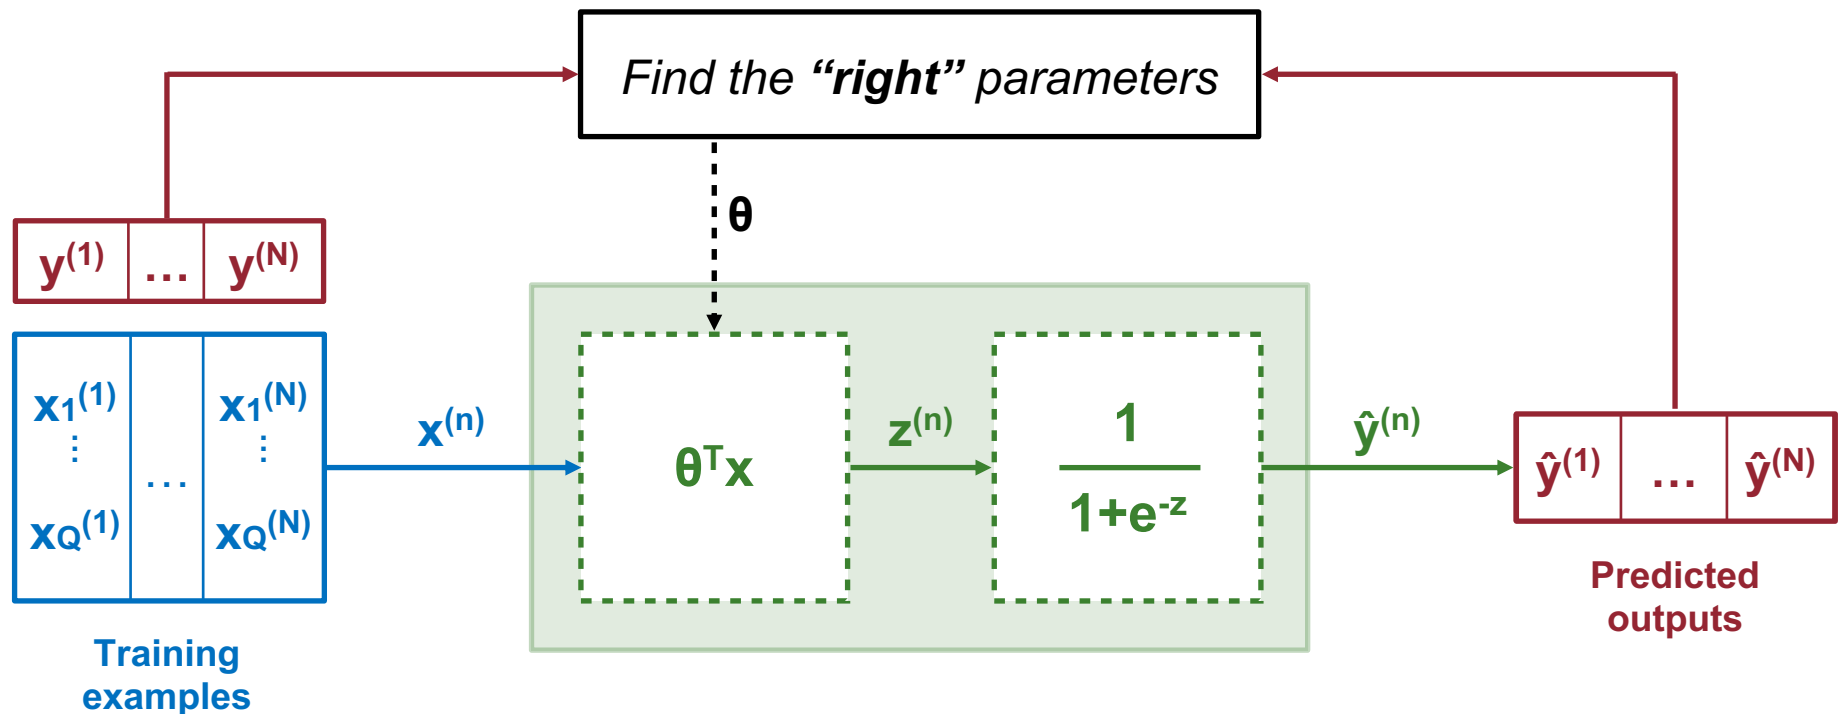 Find the “right” parameters
θ
y(1) … y(N)
x1(1) x1(N)
⋮ … ⋮
xQ(1) xQ(N)
x(n)
θᵀx
z(n)
1
1+e-z
ŷ(n)
ŷ(1) … ŷ(N)
Training
examples
Predicted
outputs